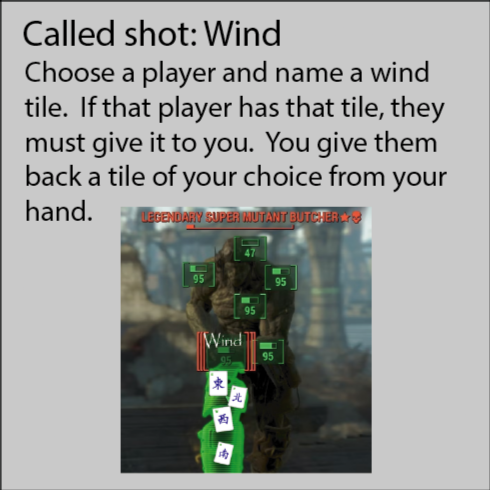 Called shot: Wind
Choose a player and name a wind
tile. If that player has that tile, they
must give it to you. You give them
back a tile of your choice from your
hand.
LEGENDARY SUPER MUTANT BUTCHER★
47
95
95
95
Wind
95
95
東
北
西
南